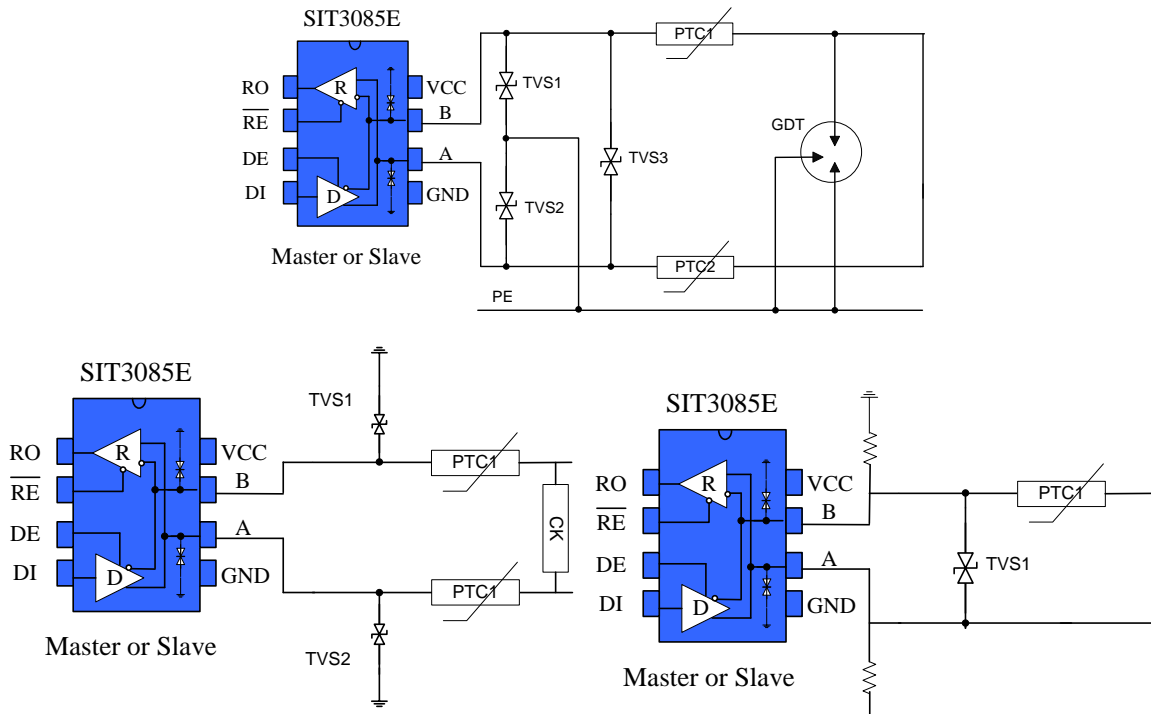 SIT3085E
RO
RE
DE
DI
R
D
VCC
B
A
GND
Master or Slave
TVS1
TVS2
TVS3
PTC1
PTC2
GDT
PE
SIT3085E
RO
RE
DE
DI
R
D
VCC
B
A
GND
Master or Slave
TVS1
TVS2
PTC1
PTC1
CK
SIT3085E
RO
RE
DE
DI
R
D
VCC
B
A
GND
Master or Slave
PTC1
TVS1